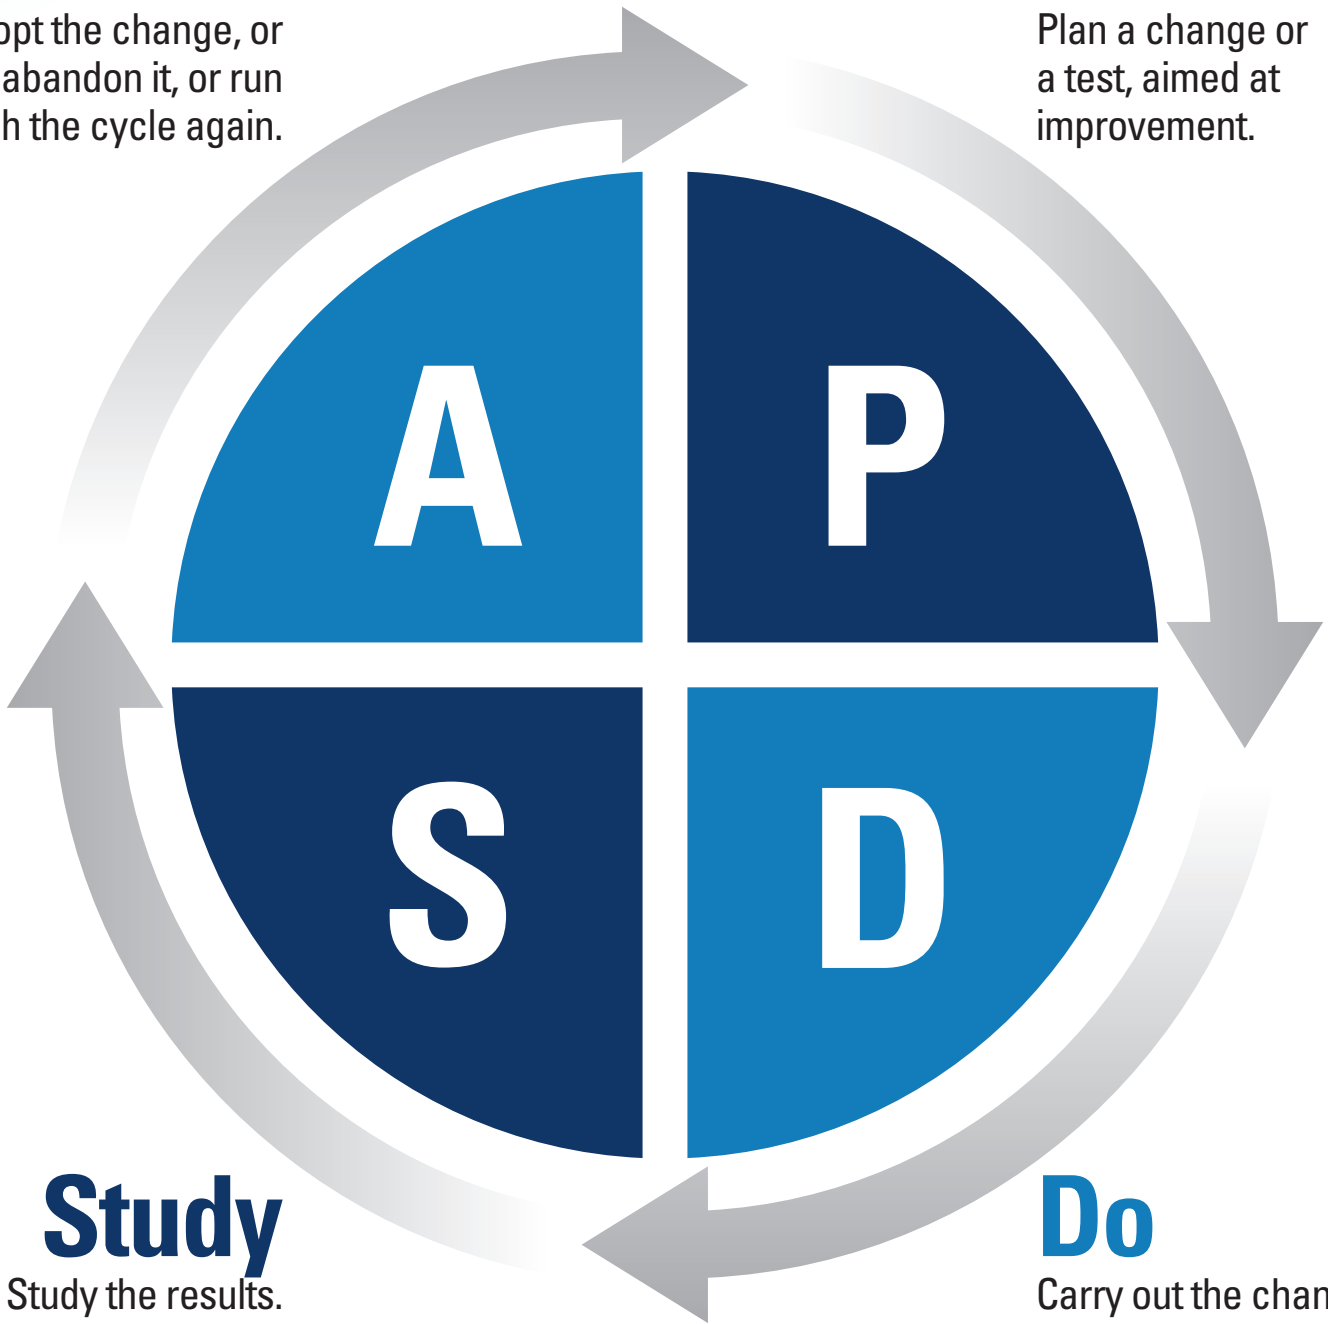 opt the change, or
abandon it, or run
h the cycle again.
Plan a change or
a test, aimed at
improvement.
A
P
S
D
Study
Study the results.
Do
Carry out the chan